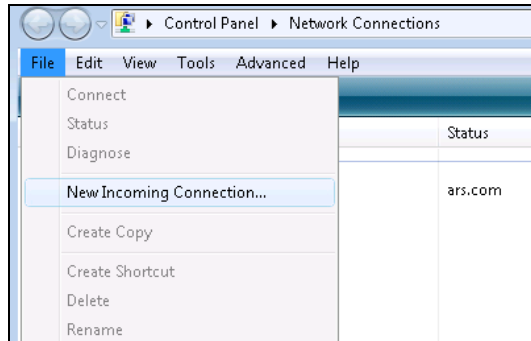 Control Panel ▸ Network Connections
File Edit View Tools Advanced Help
Connect
Status
Diagnose
Status
New Incoming Connection...
ars.com
Create Copy
Create Shortcut
Delete
Rename